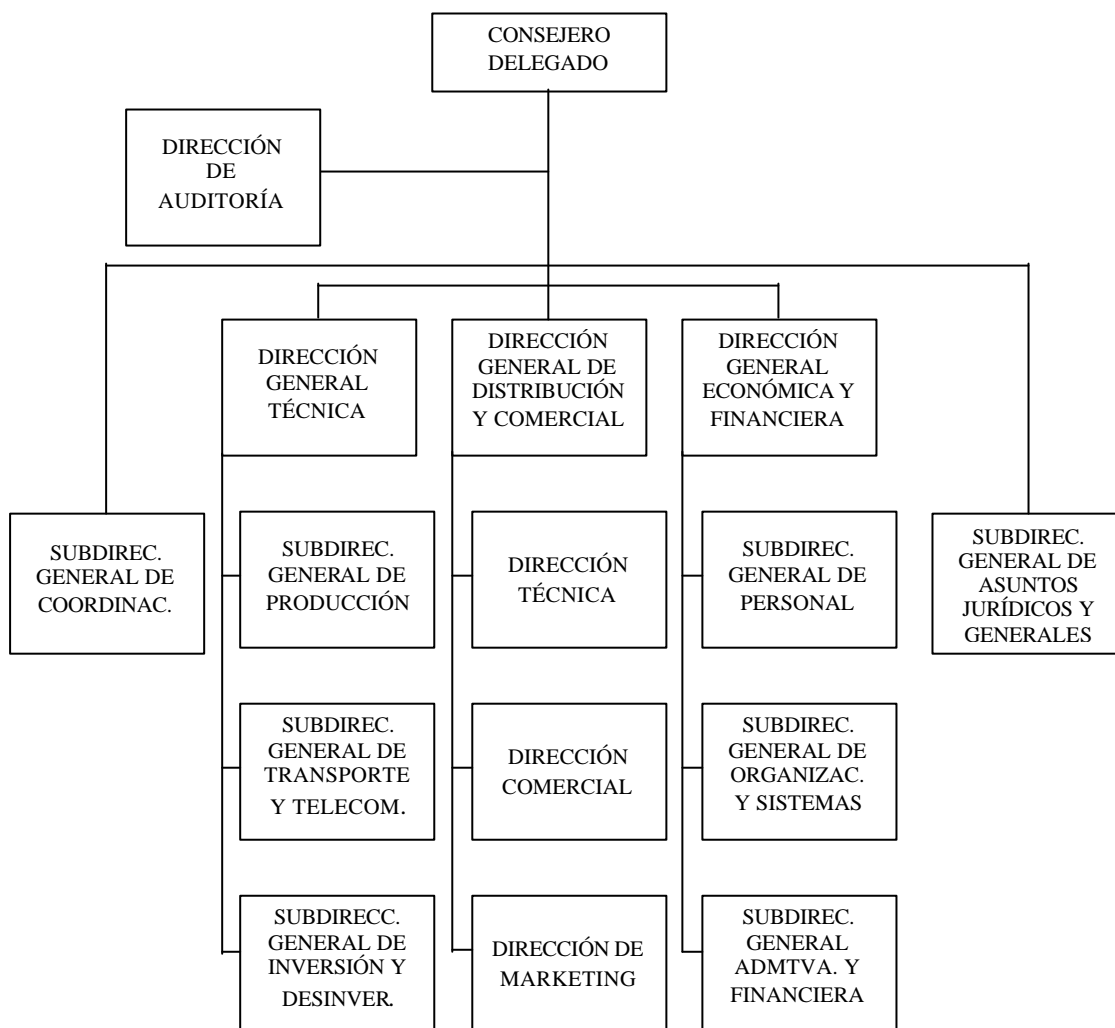 CONSEJERO
DELEGADO
DIRECCIÓN
DE
AUDITORÍA
DIRECCIÓN
GENERAL
TÉCNICA
DIRECCIÓN
GENERAL DE
DISTRIBUCIÓN
Y COMERCIAL
DIRECCIÓN
GENERAL
ECONÓMICA Y
FINANCIERA
SUBDIREC.
GENERAL DE
COORDINAC.
SUBDIREC.
GENERAL DE
PRODUCCIÓN
DIRECCIÓN
TÉCNICA
SUBDIREC.
GENERAL DE
PERSONAL
SUBDIREC.
GENERAL DE
ASUNTOS
JURÍDICOS Y
GENERALES
SUBDIREC.
GENERAL DE
TRANSPORTE
Y TELECOM.
DIRECCIÓN
COMERCIAL
SUBDIREC.
GENERAL DE
ORGANIZAC.
Y SISTEMAS
SUBDIRECC.
GENERAL DE
INVERSIÓN Y
DESINVER.
DIRECCIÓN DE
MARKETING
SUBDIREC.
GENERAL
ADMTVA. Y
FINANCIERA